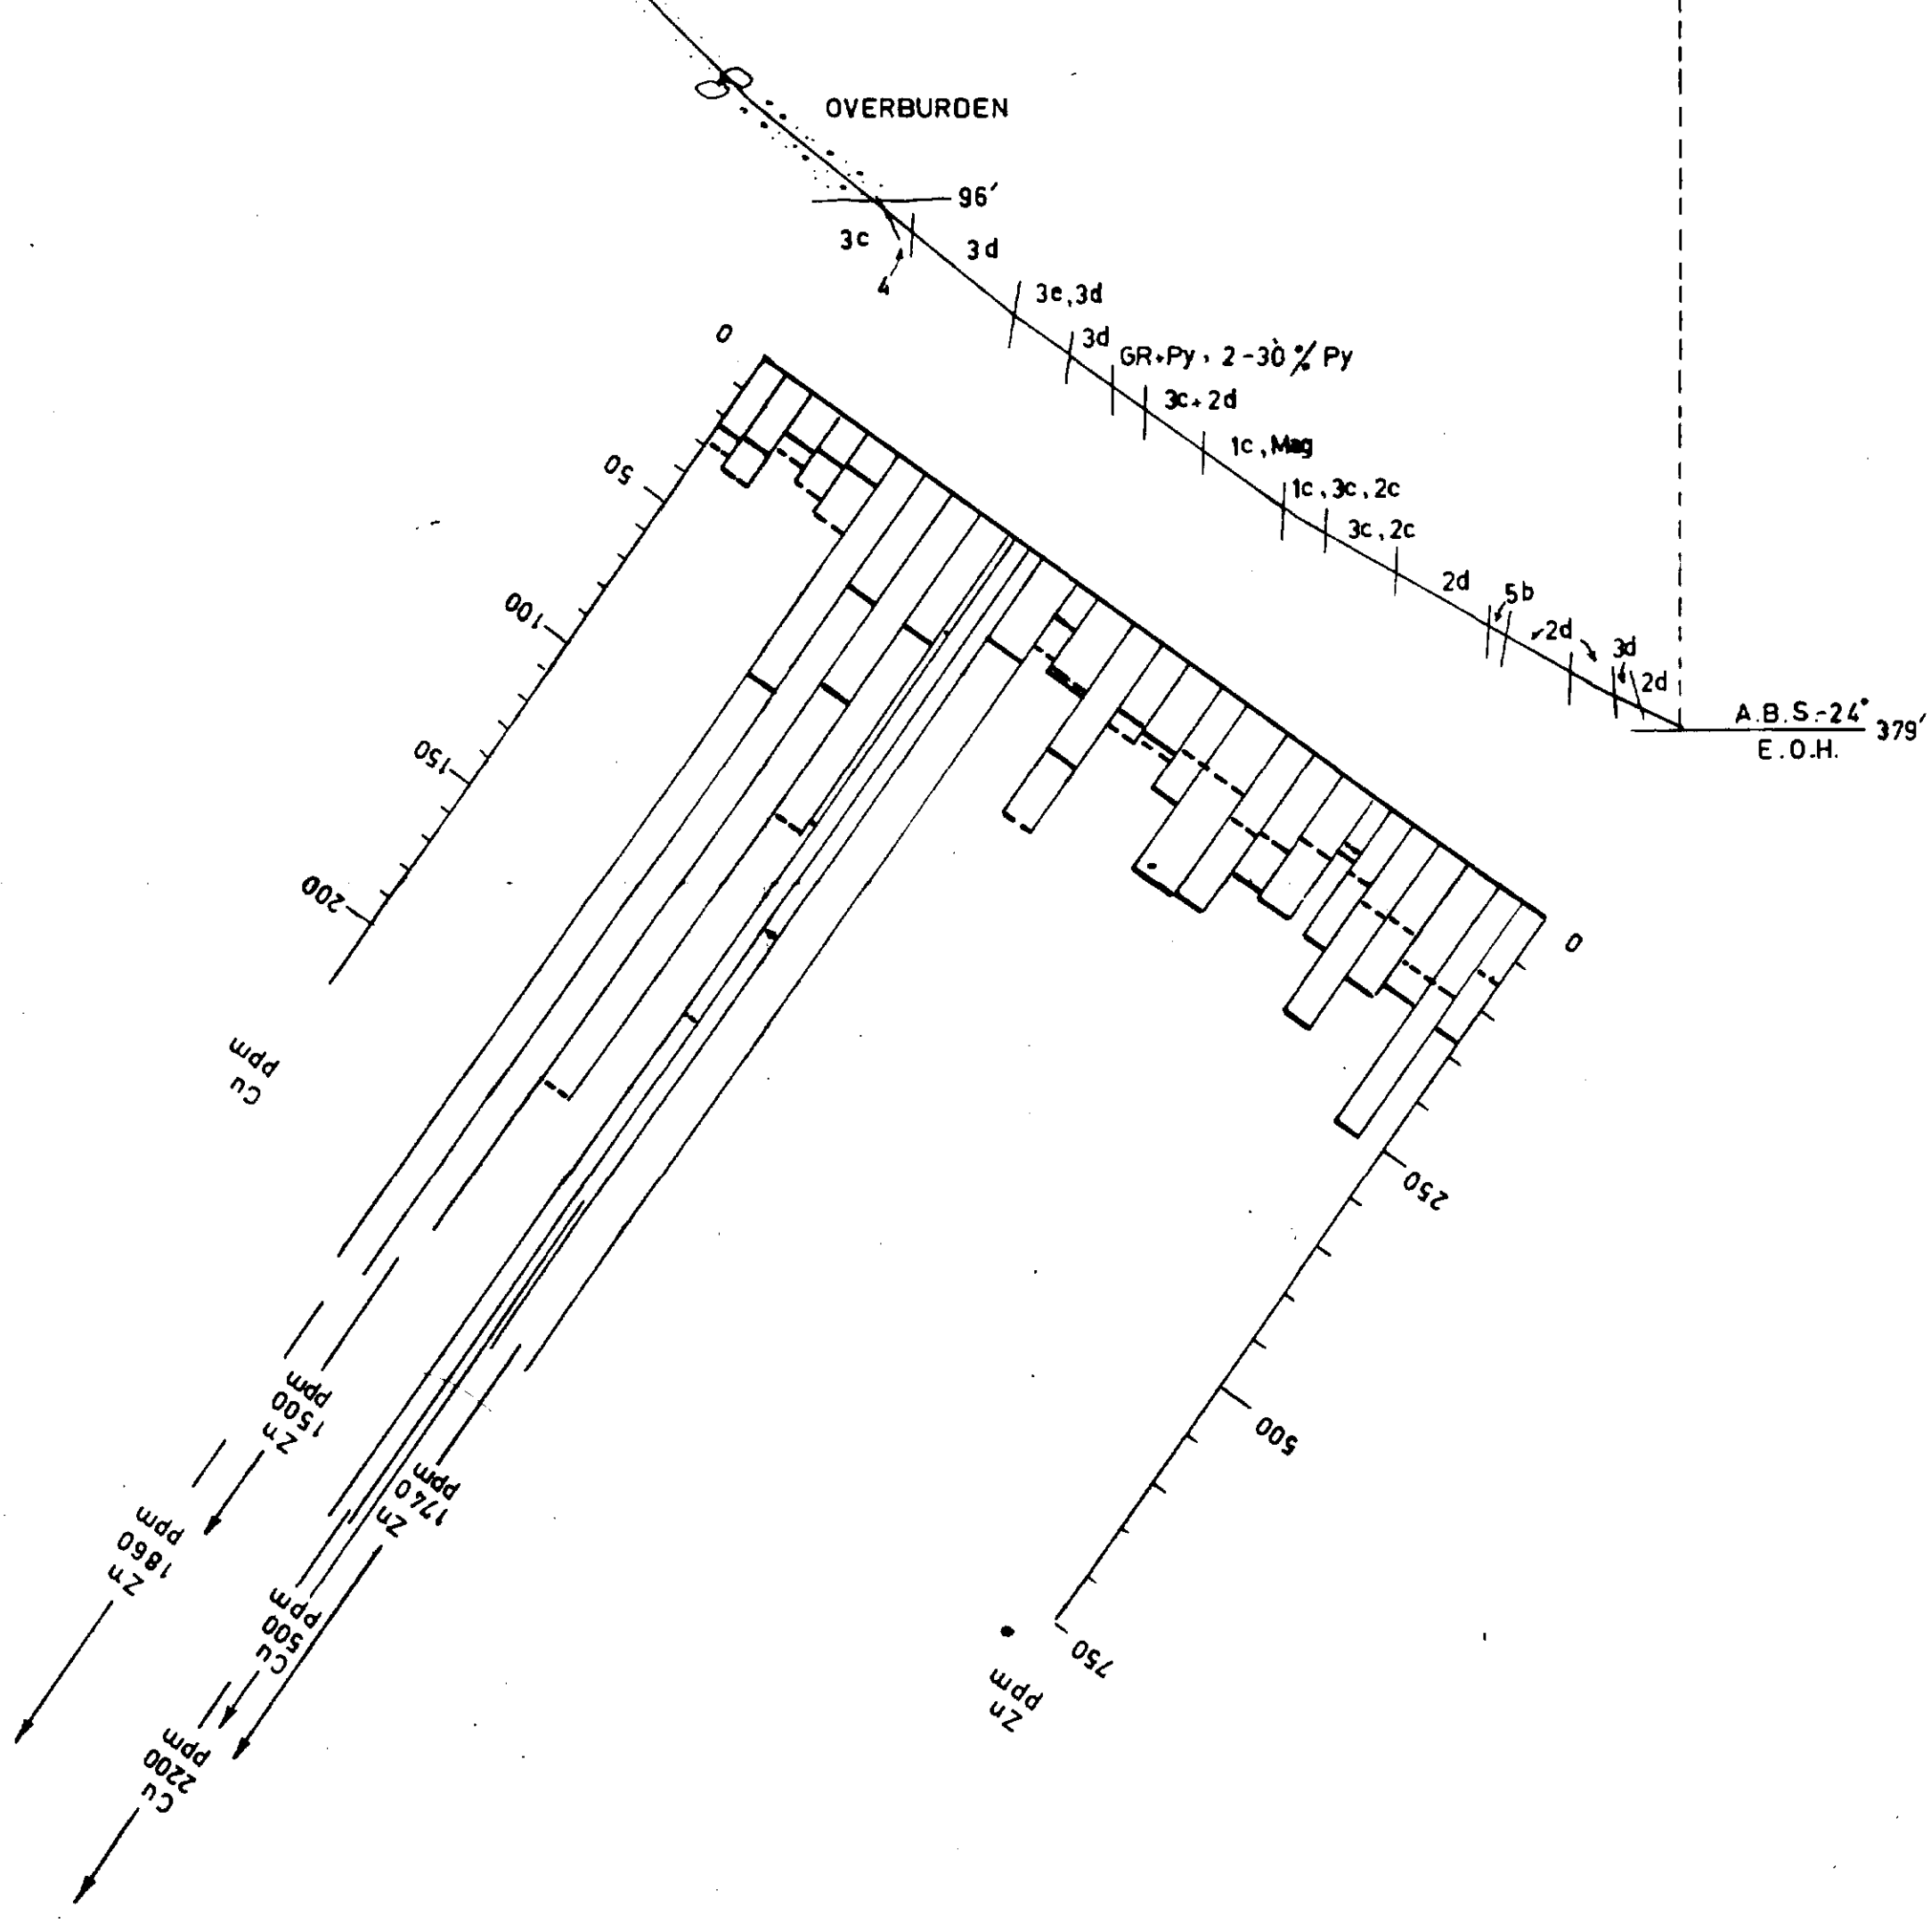 OVERBURDEN
96′
3c
3d
4
3c,3d
3d
GR+Py, 2-30% Py
3c+2d
1c, Mag
1c, 3c, 2c
3c, 2c
2d
5b
2d
3d
2d
A.B.S.-24°
379′
E.O.H.
0
50
100
150
200
Cu
ppm
0
250
500
750
Zn
ppm
Zn
1500
ppm
Zn
1860
ppm
Zn
1740
ppm
Cu
500
ppm
Cu
2200
ppm